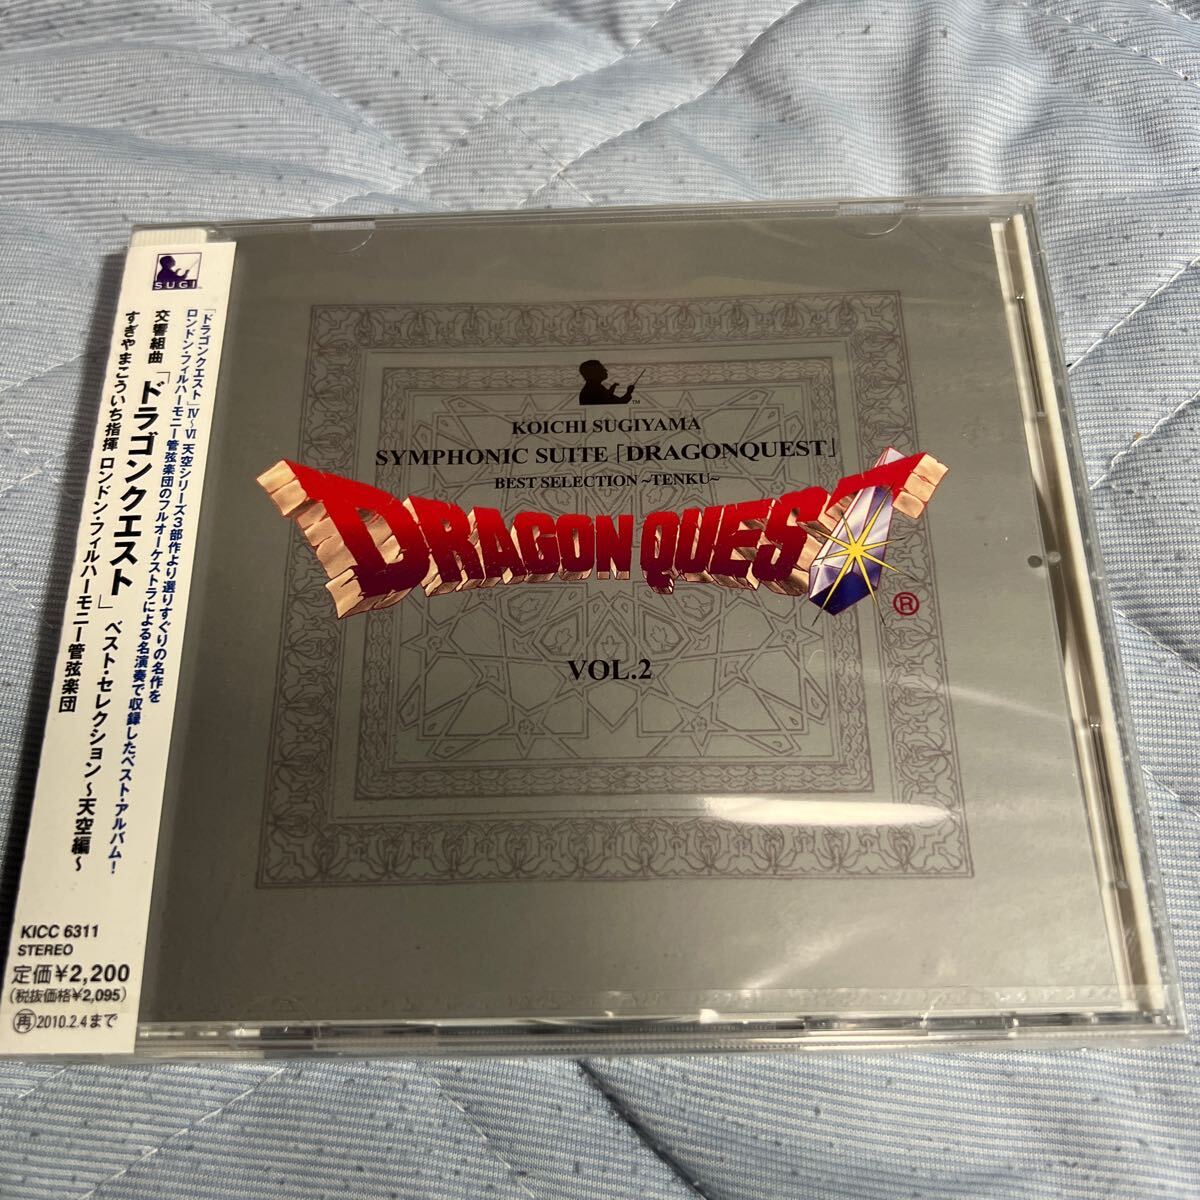 SUGI
「ドラゴンクエスト」Ⅳ～Ⅵ 天空シリーズ3部作より選りすぐりの名作を
ロンドン・フィルハーモニー管弦楽団のフルオーケストラによる名演奏で収録したベスト・アルバム!
交響組曲「ドラゴンクエスト」ベスト・セレクション～天空編～
すぎやまこういち指揮 ロンドン・フィルハーモニー管弦楽団
KICC 6311
STEREO
定価¥2,200
(税抜価格¥2,095)
再2010.2.4まで
TM
KOICHI SUGIYAMA
SYMPHONIC SUITE「DRAGONQUEST」
BEST SELECTION ~TENKU~
DRAGON QUEST
®
VOL.2